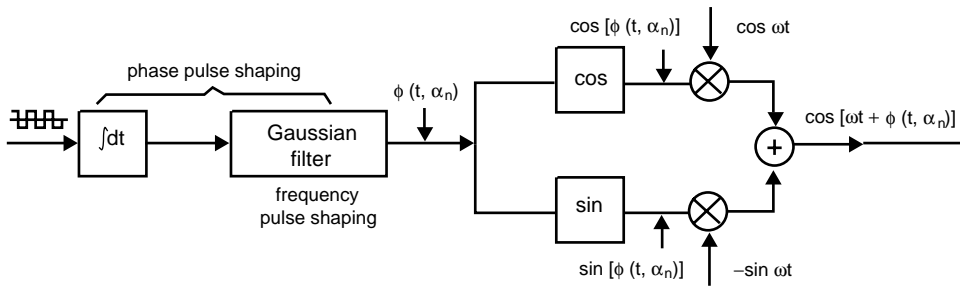 phase pulse shaping
∫dt
Gaussian
filter
frequency
pulse shaping
ϕ (t, αn)
cos [ϕ (t, αn)]
cos ωt
cos
sin
sin [ϕ (t, αn)]
−sin ωt
+
cos [ωt + ϕ (t, αn)]